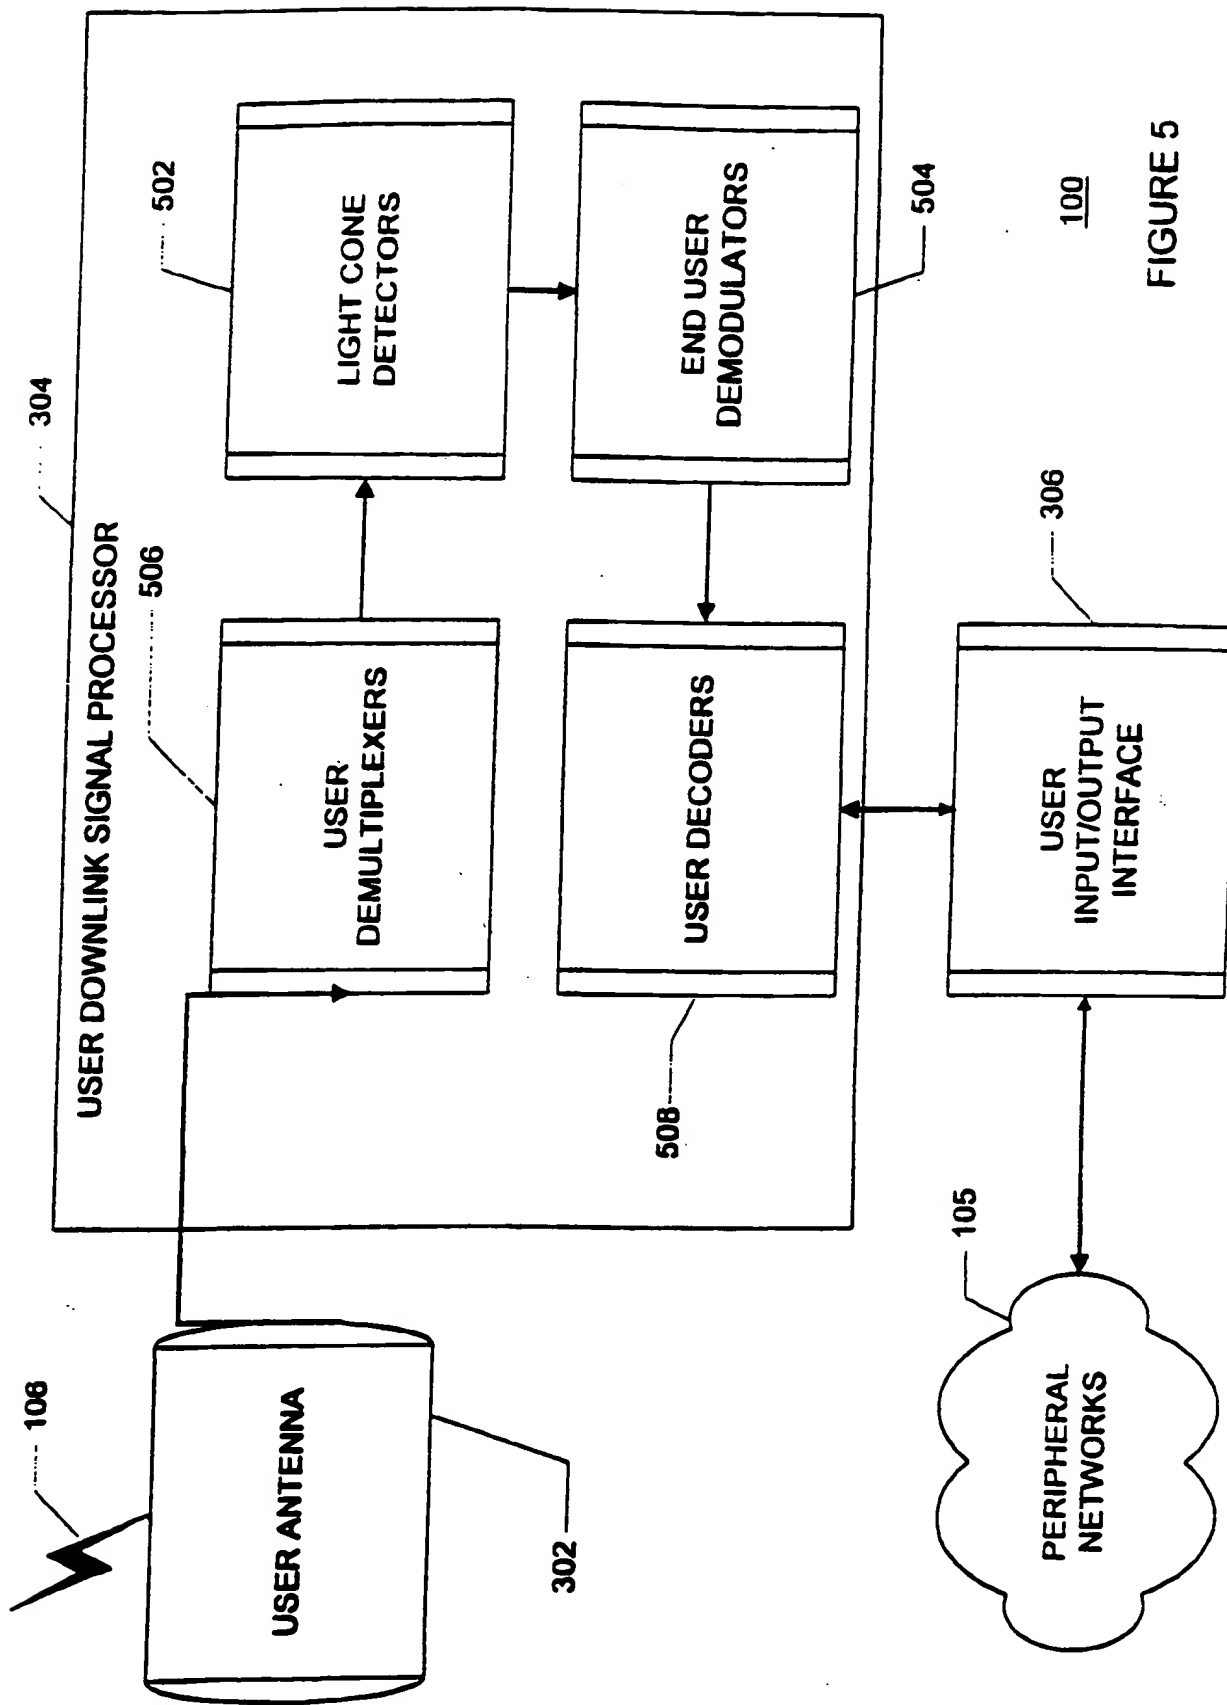 304
USER DOWNLINK SIGNAL PROCESSOR
106
506
502
USER ANTENNA
USER
DEMULTIPLEXERS
LIGHT CONE
DETECTORS
302
508
USER DECODERS
END USER
DEMODULATORS
504
105
306
PERIPHERAL
NETWORKS
USER
INPUT/OUTPUT
INTERFACE
100
FIGURE 5